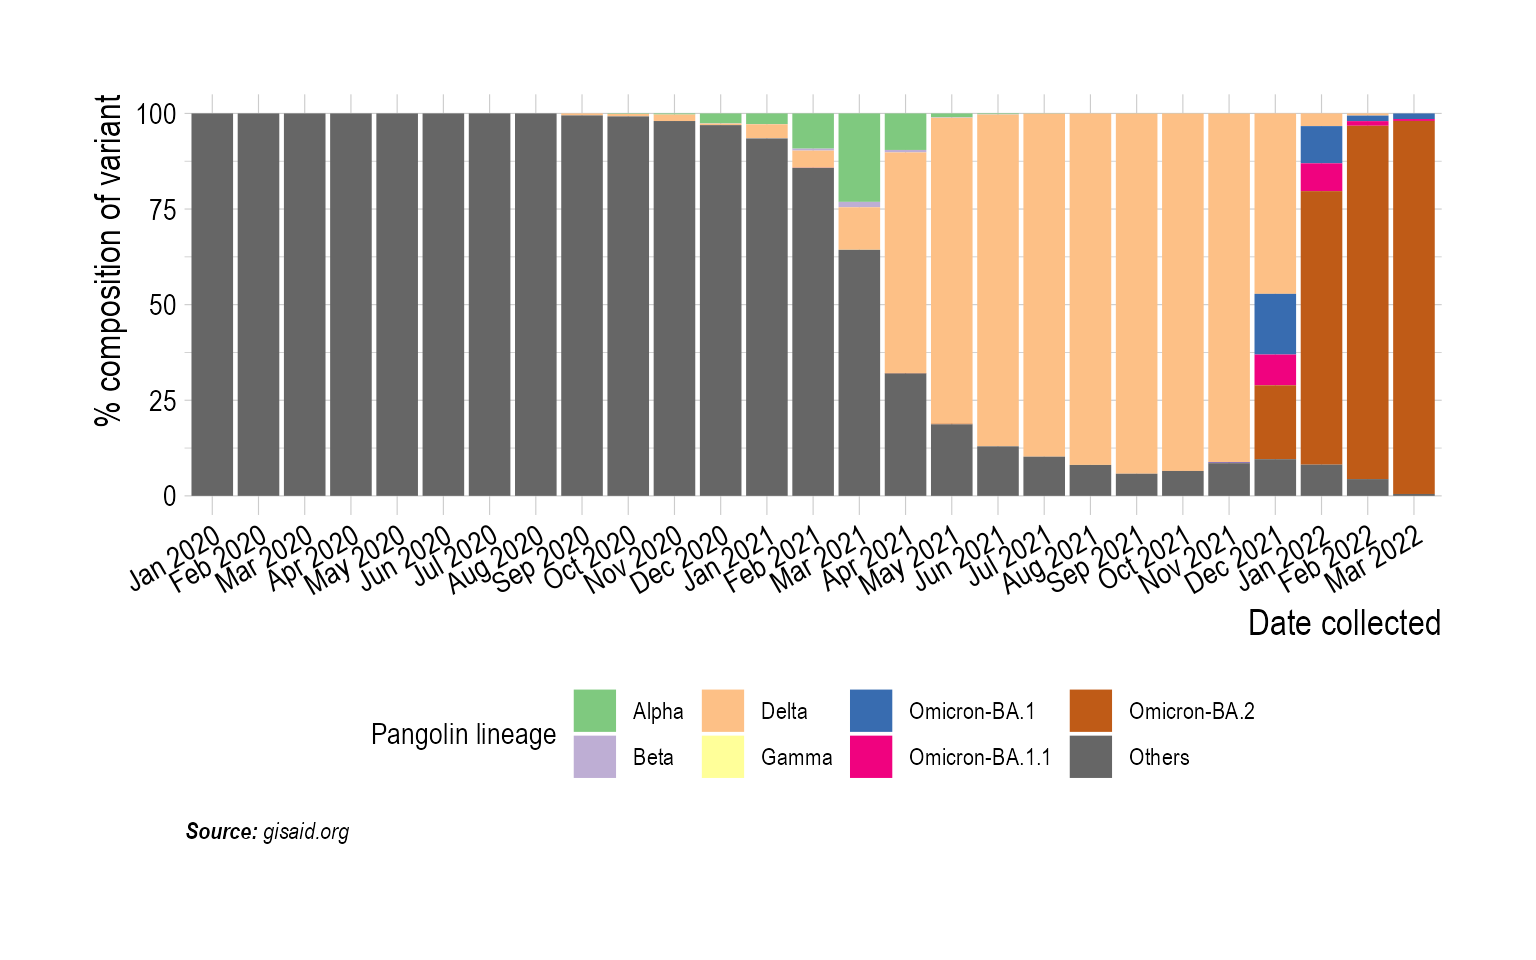 % composition of variant
100
75
50
25
0
Jan 2020
Feb 2020
Mar 2020
Apr 2020
May 2020
Jun 2020
Jul 2020
Aug 2020
Sep 2020
Oct 2020
Nov 2020
Dec 2020
Jan 2021
Feb 2021
Mar 2021
Apr 2021
May 2021
Jun 2021
Jul 2021
Aug 2021
Sep 2021
Oct 2021
Nov 2021
Dec 2021
Jan 2022
Feb 2022
Mar 2022
Date collected
Pangolin lineage
Alpha
Delta
Omicron-BA.1
Omicron-BA.2
Beta
Gamma
Omicron-BA.1.1
Others
Source: gisaid.org